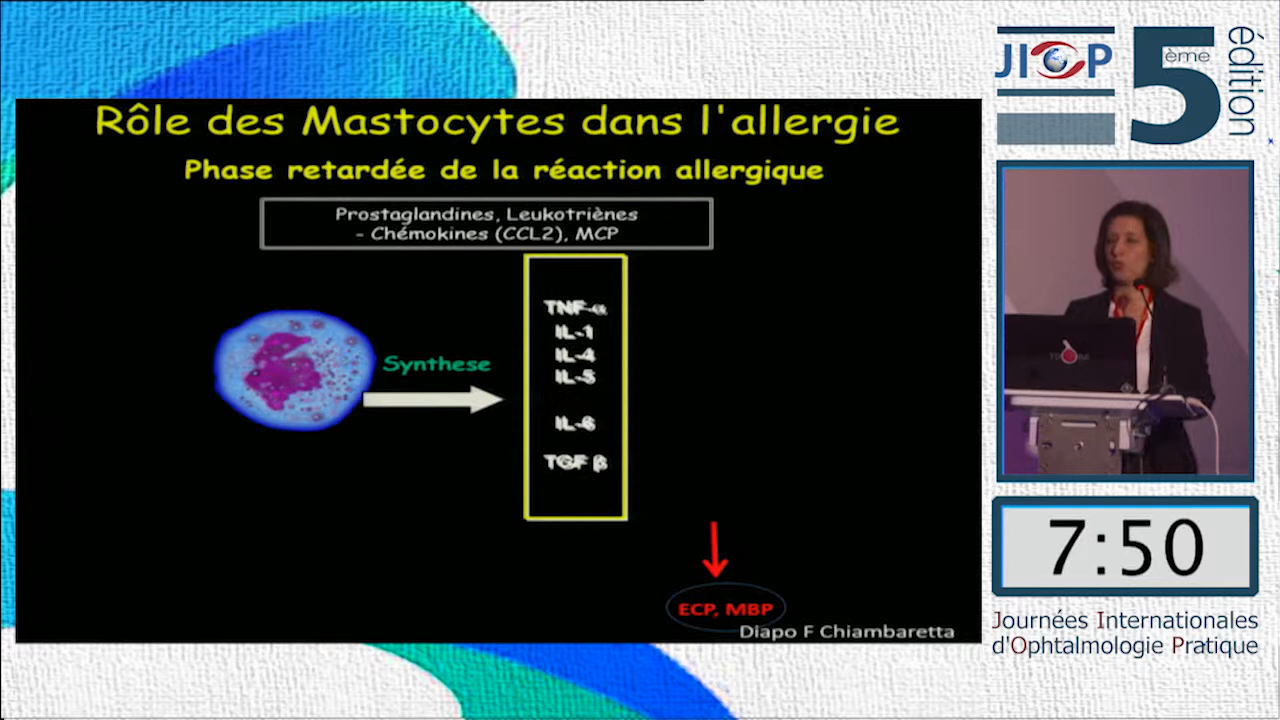 Rôle des Mastocytes dans l'allergie
Phase retardée de la réaction allergique
Prostaglandines, Leukotriènes
- Chémokines (CCL2), MCP
TNF-α
IL-1
IL-4
IL-5
IL-6
TGF β
Synthese
ECP, MBP
Diapo F Chiambaretta
JIOP
5
ème
édition
7:50
Journées Internationales
d'Ophtalmologie Pratique